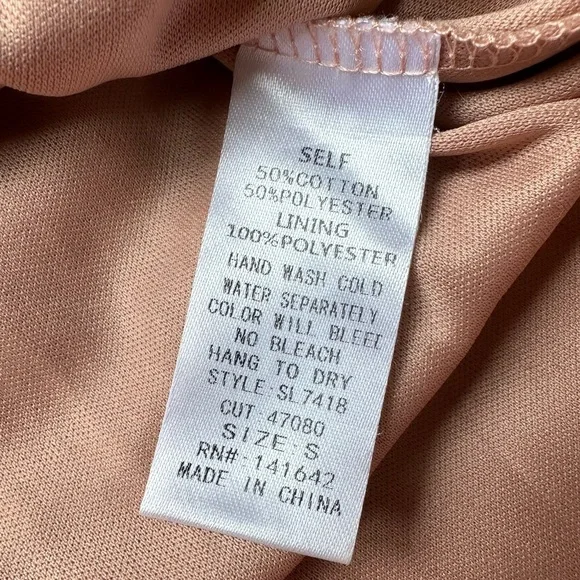 SELF
50%COTTON
50%POLYESTER
LINING
100%POLYESTER
HAND WASH COLD
WATER SEPARATELY
COLOR WILL BLEET
NO BLEACH
HANG TO DRY
STYLE:SL7418
CUT:47080
SIZE:S
RN#:141642
MADE IN CHINA